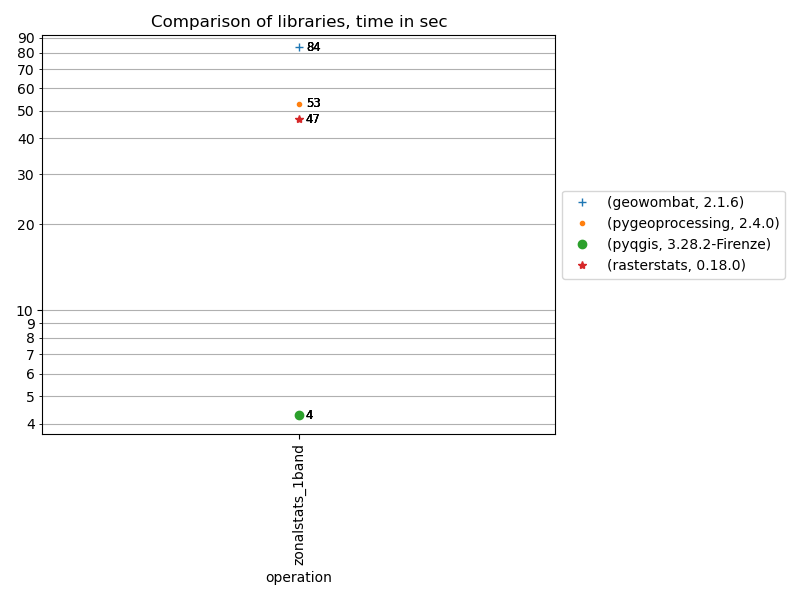 Comparison of libraries, time in sec
90
80
70
60
50
40
30
20
10
9
8
7
6
5
4
84
53
47
4
zonalstats_1band
operation
(geowombat, 2.1.6)
(pygeoprocessing, 2.4.0)
(pyqgis, 3.28.2-Firenze)
(rasterstats, 0.18.0)